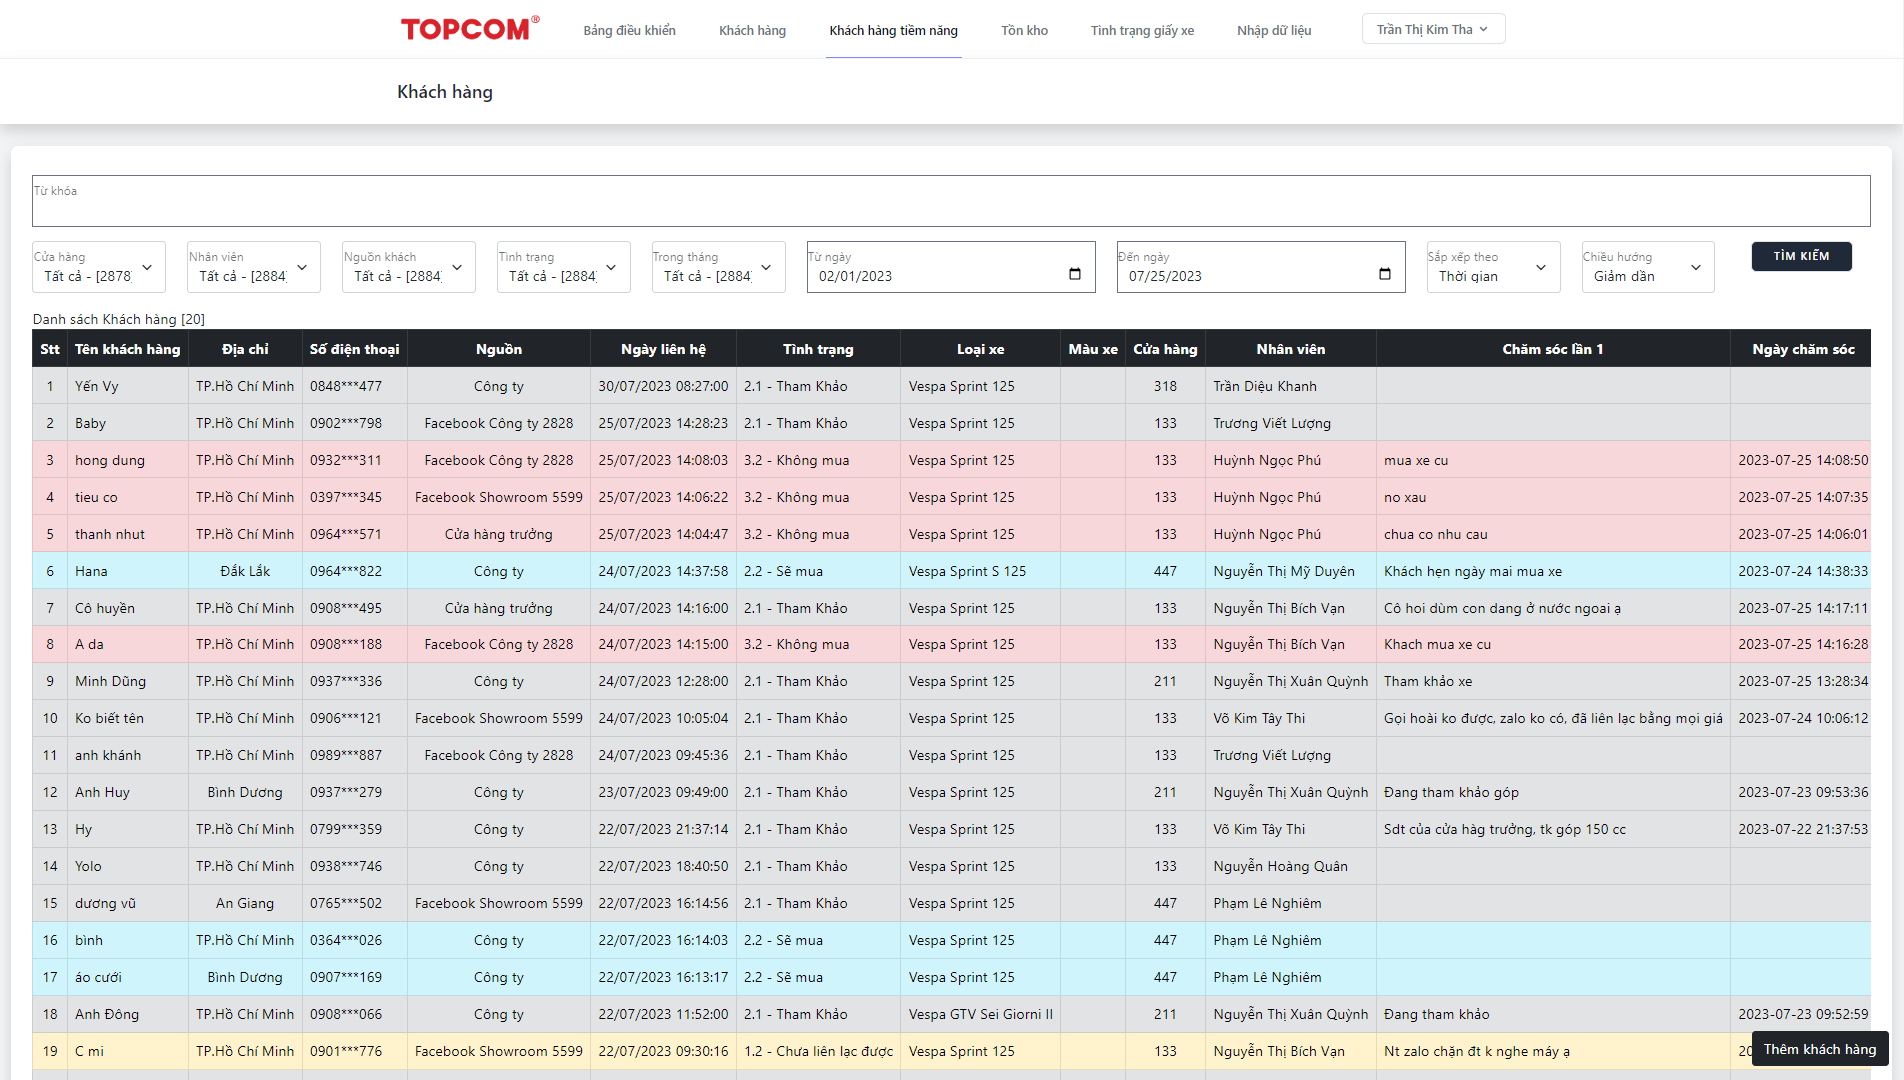 TOPCOM®
Bảng điều khiển Khách hàng Khách hàng tiềm năng Tồn kho Tình trạng giấy xe Nhập dữ liệu Trần Thị Kim Tha
Khách hàng
Từ khóa
Cửa hàng Nhân viên Nguồn khách Tình trạng Trong tháng Từ ngày Đến ngày Sắp xếp theo Chiều hướng
Tất cả - [2878] Tất cả - [2884] Tất cả - [2884] Tất cả - [2884] Tất cả - [2884] 02/01/2023 07/25/2023 Thời gian Giảm dần TÌM KIẾM
Danh sách Khách hàng [20]
Stt Tên khách hàng Địa chỉ Số điện thoại Nguồn Ngày liên hệ Tình trạng Loại xe Màu xe Cửa hàng Nhân viên Chăm sóc lần 1 Ngày chăm sóc
1 Yến Vy TP.Hồ Chí Minh 0848***477 Công ty 30/07/2023 08:27:00 2.1 - Tham Khảo Vespa Sprint 125 318 Trần Diệu Khanh
2 Baby TP.Hồ Chí Minh 0902***798 Facebook Công ty 2828 25/07/2023 14:28:23 2.1 - Tham Khảo Vespa Sprint 125 133 Trương Viết Lượng
3 hong dung TP.Hồ Chí Minh 0932***311 Facebook Công ty 2828 25/07/2023 14:08:03 3.2 - Không mua Vespa Sprint 125 133 Huỳnh Ngọc Phú mua xe cu 2023-07-25 14:08:50
4 tieu co TP.Hồ Chí Minh 0397***345 Facebook Showroom 5599 25/07/2023 14:06:22 3.2 - Không mua Vespa Sprint 125 133 Huỳnh Ngọc Phú no xau 2023-07-25 14:07:35
5 thanh nhut TP.Hồ Chí Minh 0964***571 Cửa hàng trưởng 25/07/2023 14:04:47 3.2 - Không mua Vespa Sprint 125 133 Huỳnh Ngọc Phú chua co nhu cau 2023-07-25 14:06:01
6 Hana Đắk Lắk 0964***822 Công ty 24/07/2023 14:37:58 2.2 - Sẽ mua Vespa Sprint S 125 447 Nguyễn Thị Mỹ Duyên Khách hẹn ngày mai mua xe 2023-07-24 14:38:33
7 Cô huyền TP.Hồ Chí Minh 0908***495 Cửa hàng trưởng 24/07/2023 14:16:00 2.1 - Tham Khảo Vespa Sprint 125 133 Nguyễn Thị Bích Vạn Cô hoi dùm con dang ở nước ngoai ạ 2023-07-25 14:17:11
8 A da TP.Hồ Chí Minh 0908***188 Facebook Công ty 2828 24/07/2023 14:15:00 3.2 - Không mua Vespa Sprint 125 133 Nguyễn Thị Bích Vạn Khach mua xe cu 2023-07-25 14:16:28
9 Minh Dũng TP.Hồ Chí Minh 0937***336 Công ty 24/07/2023 12:28:00 2.1 - Tham Khảo Vespa Sprint 125 211 Nguyễn Thị Xuân Quỳnh Tham khảo xe 2023-07-25 13:28:34
10 Ko biết tên TP.Hồ Chí Minh 0906***121 Facebook Showroom 5599 24/07/2023 10:05:04 2.1 - Tham Khảo Vespa Sprint 125 133 Võ Kim Tây Thi Gọi hoài ko được, zalo ko có, đã liên lạc bằng mọi giá 2023-07-24 10:06:12
11 anh khánh TP.Hồ Chí Minh 0989***887 Facebook Công ty 2828 24/07/2023 09:45:36 2.1 - Tham Khảo Vespa Sprint 125 133 Trương Viết Lượng
12 Anh Huy Bình Dương 0937***279 Công ty 23/07/2023 09:49:00 2.1 - Tham Khảo Vespa Sprint 125 211 Nguyễn Thị Xuân Quỳnh Đang tham khảo góp 2023-07-23 09:53:36
13 Hy TP.Hồ Chí Minh 0799***359 Công ty 22/07/2023 21:37:14 2.1 - Tham Khảo Vespa Sprint 125 133 Võ Kim Tây Thi Sdt của cửa hàg trưởng, tk góp 150 cc 2023-07-22 21:37:53
14 Yolo TP.Hồ Chí Minh 0938***746 Công ty 22/07/2023 18:40:50 2.1 - Tham Khảo Vespa Sprint 125 133 Nguyễn Hoàng Quân
15 dương vũ An Giang 0765***502 Facebook Showroom 5599 22/07/2023 16:14:56 2.1 - Tham Khảo Vespa Sprint 125 447 Phạm Lê Nghiêm
16 bình TP.Hồ Chí Minh 0364***026 Công ty 22/07/2023 16:14:03 2.2 - Sẽ mua Vespa Sprint 125 447 Phạm Lê Nghiêm
17 áo cưới Bình Dương 0907***169 Công ty 22/07/2023 16:13:17 2.2 - Sẽ mua Vespa Sprint 125 447 Phạm Lê Nghiêm
18 Anh Đông TP.Hồ Chí Minh 0908***066 Công ty 22/07/2023 11:52:00 2.1 - Tham Khảo Vespa GTV Sei Giorni II 211 Nguyễn Thị Xuân Quỳnh Đang tham khảo 2023-07-23 09:52:59
19 C mi TP.Hồ Chí Minh 0901***776 Facebook Showroom 5599 22/07/2023 09:30:16 1.2 - Chưa liên lạc được Vespa Sprint 125 133 Nguyễn Thị Bích Vạn Nt zalo chặn đt k nghe máy ạ
Thêm khách hàng